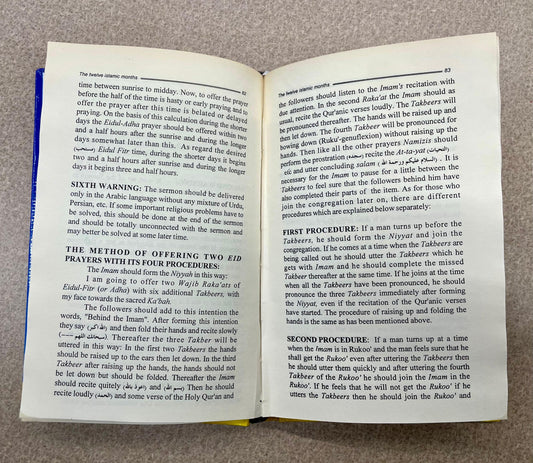 The twelve islamic months 82
time between sunrise to midday. Now, to offer the prayer
before the half of the time is hasty or early praying and to
offer the prayer after this time is belated or delayed
praying. On the basis of this calculation during the shorter
days the Eidul-Adha prayer should be offered within two
and a half hours after the sunrise and during the longer
days somewhat later than this. As regard the desired
Eidul Fitr (مستحبہ) time, during the shorter days it begins
two and a half hours after sunrise and during the longer
days it begins three and half hours.
SIXTH WARNING: The sermon should be delivered
only in the Arabic language without any mixture of Urdu,
Persian, etc. If some important religious problems have to
be solved, this should be done at the end of the sermon
and should be totally unconnected with the sermon and
may better be solved at some later time.
THE METHOD OF OFFERING TWO EID
PRAYERS WITH ITS FOUR PROCEDURES:
The Imam should form the Niyyah in this way:
I am going to offer two Wajib Raka'ats of
Eidul-Fitr (or Adha) with six additional Takbeers, with
my face towards the sacred Ka'bah.
The followers should add to this intention the
words, "Behind the Imam". After forming this intention
they say (اللہ اکبر) and then fold their hands and recite slowly
(سبحانك اللهم .....) Thereafter the three Takber will be
uttered in this way: In the first two Takbeers the hands
should be raised up to the ears then let down. In the third
Takbeer after raising up the hands, the hands should not
be let down but should be folded. Thereafter the Imam
should recite quitely (اعوذ باللہ) and (بسم اللہ) Then he should
recite loudly (الحمد) and some verse of the Holy Qur'an and
The twelve islamic months 83
the followers should listen to the Imam's recitation with
due attention. In the second Raka'at the Imam should as
usual, recite the Qur'anic verses loudly. The Takbeers will
be pronounced thereafter. The hands will be raised up and
then let down. The fourth Takbeer will be pronounced for
bowing down (Ruku'-genuflexion) without raising up the
hands. Then like all the other prayers Namizis should
perform the prostration (سجده) recite the At-tasa-yat (التحيات)
etc and utter concluding salam (السلام عليكم ورحمة الله). It is
necessary for the Imam to pause for a little between the
Takbeers to feel sure that the followers behind him have
also completed their parts of the item. As for those who
join the congregation later on, there are different
procedures which are explained below separately:
FIRST PROCEDURE: If a man turns up before the
Takbeers, he should form the Niyyat and join the
congregation. If he comes at a time when the Takbeers are
being called out he should utter the Takbeers which he
gets with Imam and he should complete the missed
Takbeer thereafter at the same time. If he joins at the time
when all the Takbeers have been pronounced, he should
pronounce the three Takbeers immediately after forming
the Niyyat, even if the recitation of the Qur'anic verses
have started. The procedure of raising up and folding the
hands is the same as has been mentioned above.
SECOND PROCEDURE: If a man turns up at a time
when the Imam is in Rukoo' and the man feels sure that he
shall get the Rukoo' even after uttering the Takbeers then
he should utter them quickly and after uttering the fourth
Takbeer of the Rukoo' he should join the Imam in the
Rukoo'. If he feels that he will not get the Rukoo' if he
utters the Takbeers then he should join the Rukoo' and